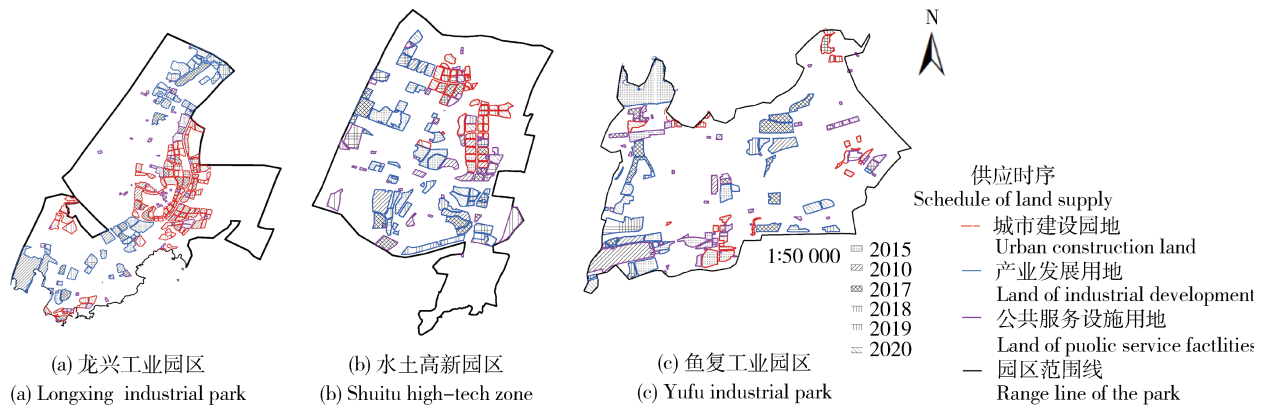 N
供应时序
Schedule of land supply
城市建设园地
Urban construction land
产业发展用地
Land of industrial development
公共服务设施用地
Land of puolic service factlities
园区范围线
Range line of the park
1:50 000
2015
2010
2017
2018
2019
2020
(a) 龙兴工业园区
(b) 水土高新园区
(c) 鱼复工业园区
(a) Longxing industrial park
(b) Shuitu high-tech zone
(c) Yufu industrial park